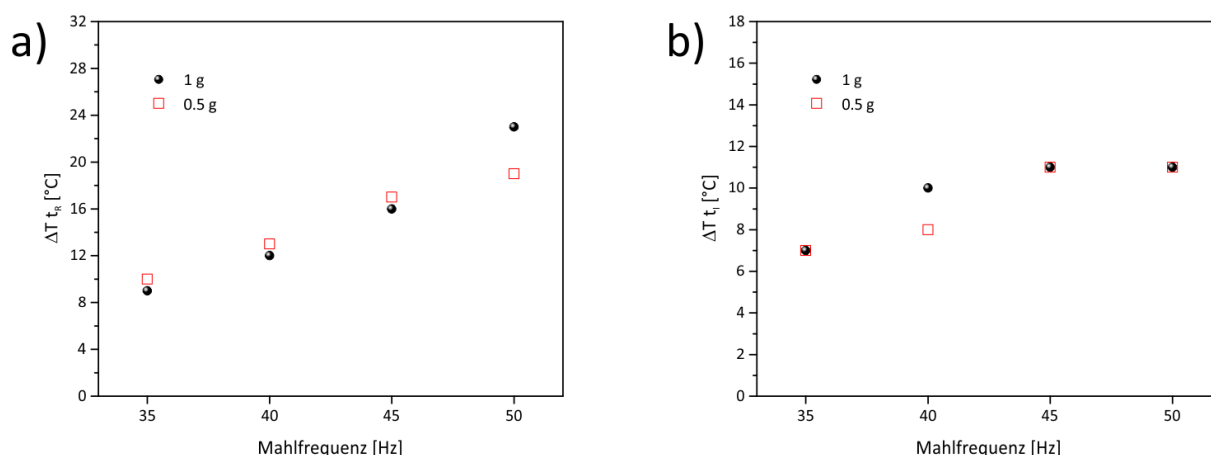 a)
ΔT t_R [°C]
32
28
24
20
16
12
8
4
0
1 g
0.5 g
35 40 45 50
Mahlfrequenz [Hz]
b)
ΔT t_I [°C]
18
16
14
12
10
8
6
4
2
0
1 g
0.5 g
35 40 45 50
Mahlfrequenz [Hz]